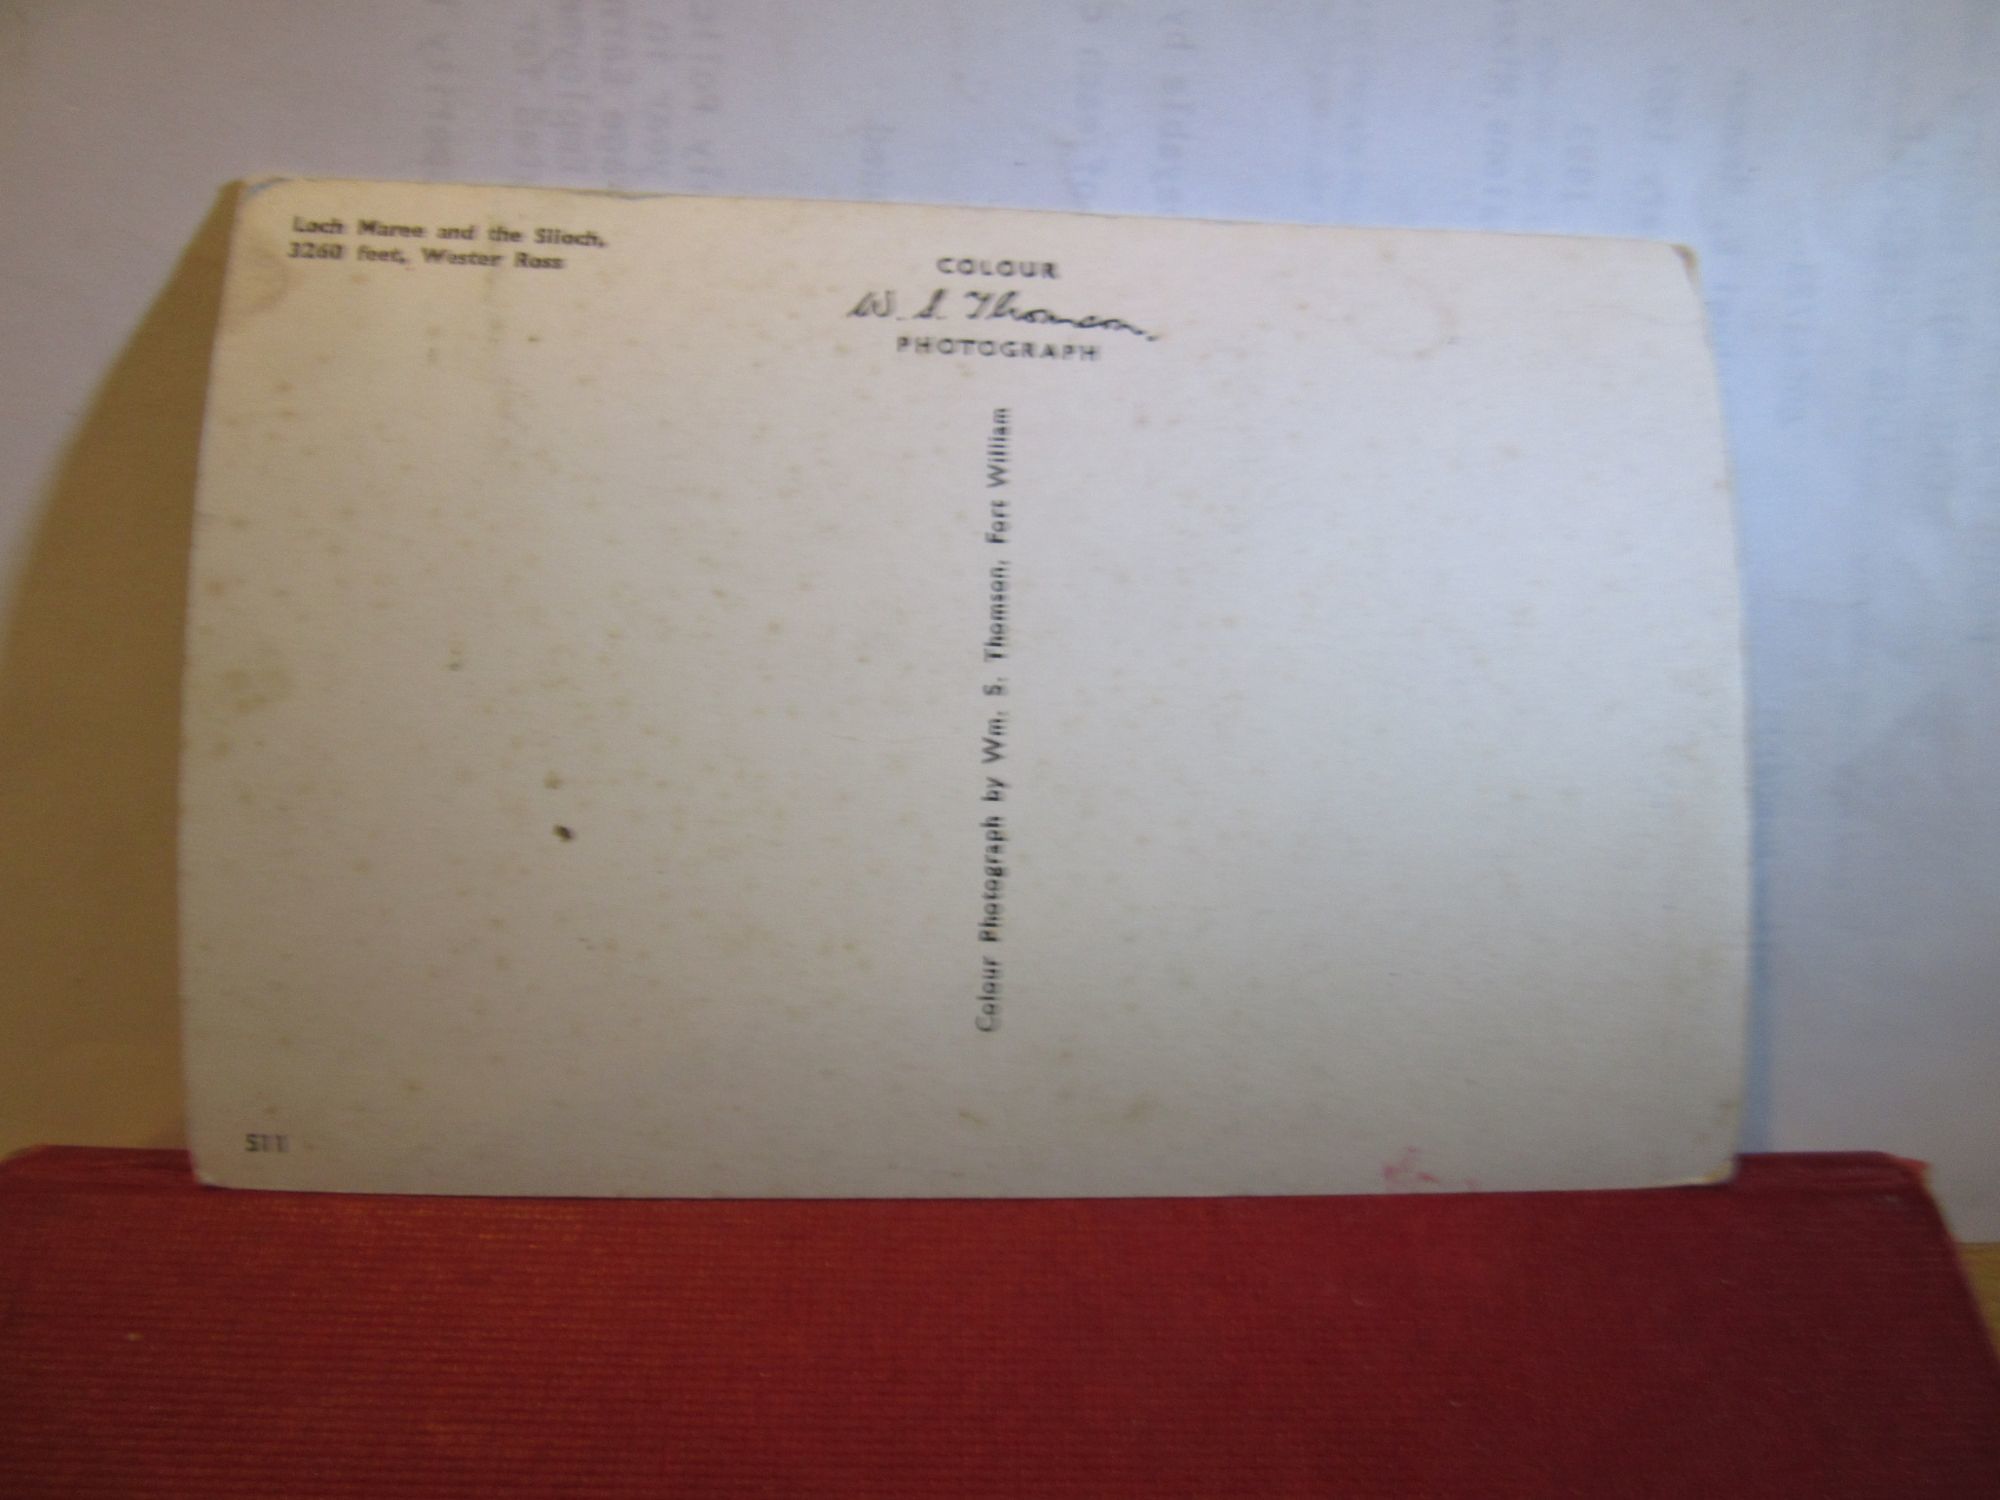 Loch Maree and the Slioch,
3260 feet, Wester Ross
COLOUR
W. S. Thomson.
PHOTOGRAPH
Colour Photograph by Wm. S. Thomson, Fort William
511